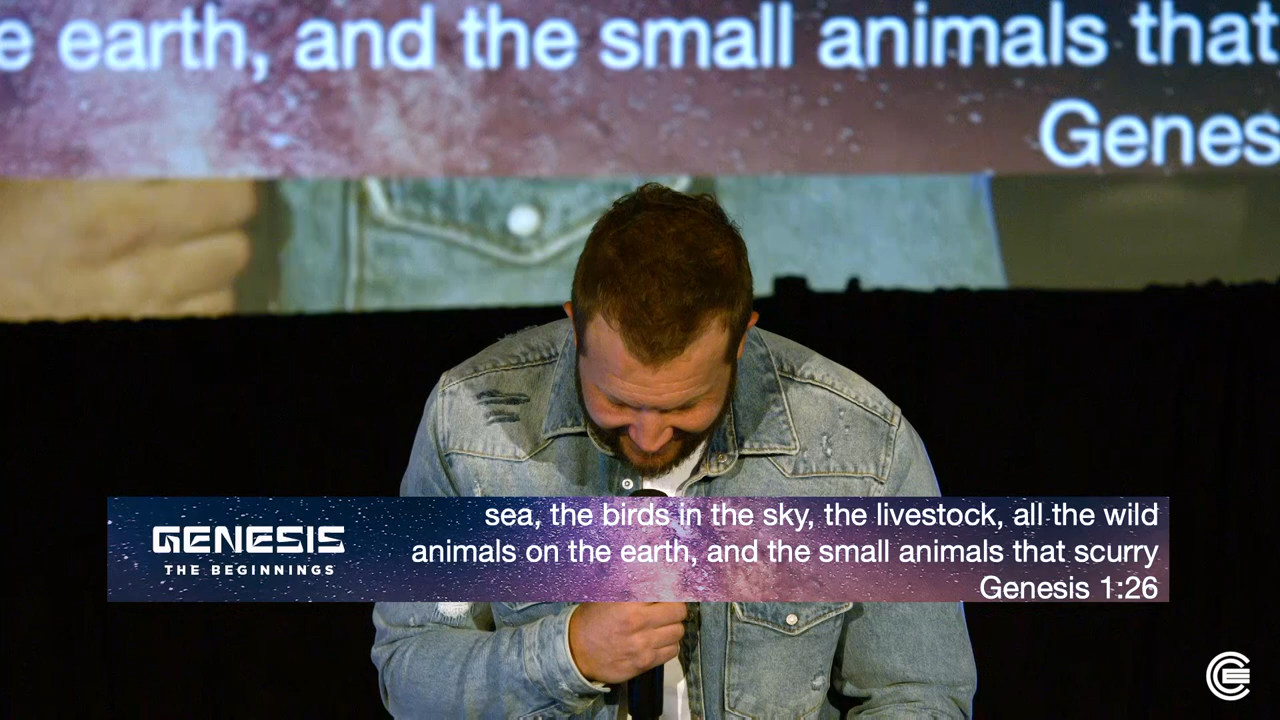 e earth, and the small animals that
Genes
GENESIS
THE BEGINNINGS
sea, the birds in the sky, the livestock, all the wild
animals on the earth, and the small animals that scurry
Genesis 1:26